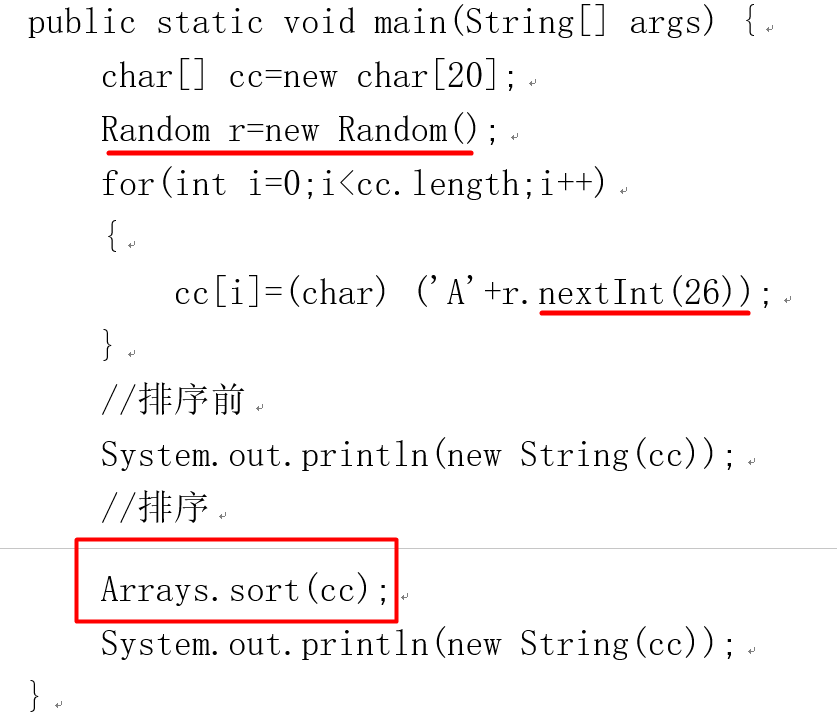 public static void main(String[] args) {
char[] cc=new char[20];
Random r=new Random();
for(int i=0;i<cc.length;i++)
{
cc[i]=(char) ('A'+r.nextInt(26));
}
//排序前
System.out.println(new String(cc));
//排序
Arrays.sort(cc);
System.out.println(new String(cc));
}